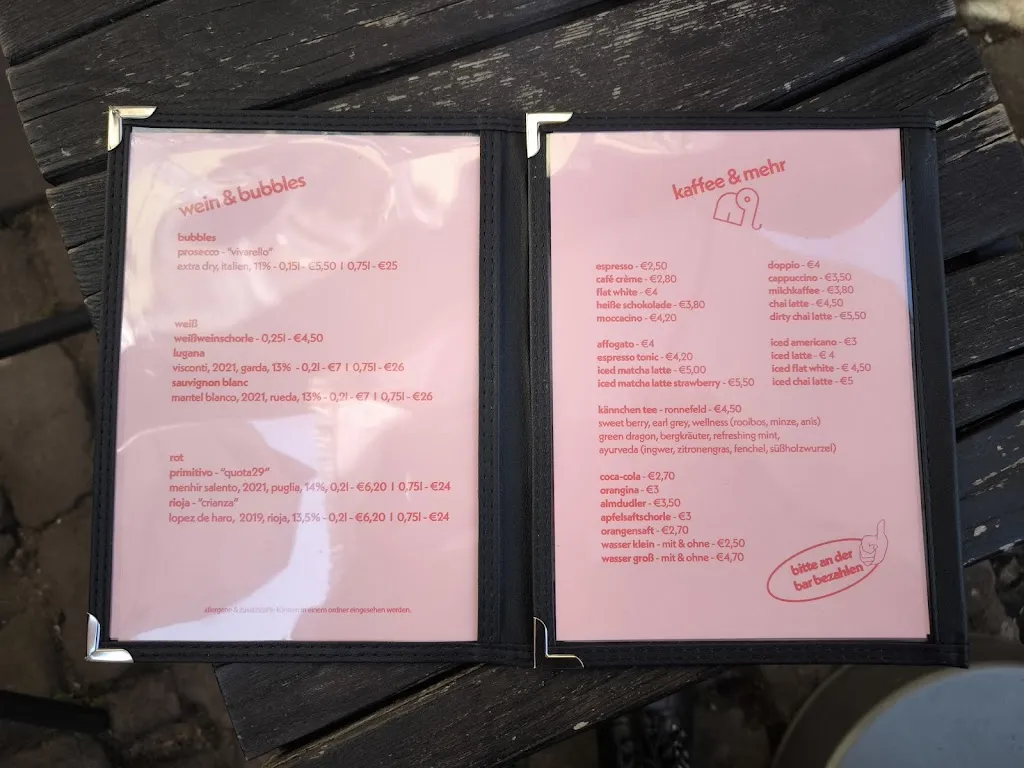 wein & bubbles
bubbles
prosecco - "vivarello"
extra dry, italien, 11% - 0,15l - €5,50 I 0,75l - €25
weiß
weißweinschorle - 0,25l - €4,50
lugana
visconti, 2021, garda, 13% - 0,2l - €7 I 0,75l - €26
sauvignon blanc
mantel blanco, 2021, rueda, 13% - 0,2l - €7 I 0,75l - €26
rot
primitivo - "quota29"
menhir salento, 2021, puglia, 14%, 0,2l - €6,20 I 0,75l - €24
rioja - "crianza"
lopez de haro, 2019, rioja, 13,5% - 0,2l - €6,20 I 0,75l - €24
allergene & zusatzstoffe können in einem ordner eingesehen werden.
kaffee & mehr
espresso - €2,50
café crème - €2,80
flat white - €4
heiße schokolade - €3,80
moccacino - €4,20
doppio - €4
cappuccino - €3,50
milchkaffee - €3,80
chai latte - €4,50
dirty chai latte - €5,50
affogato - €4
espresso tonic - €4,20
iced matcha latte - €5,00
iced matcha latte strawberry - €5,50
iced americano - €3
iced latte - € 4
iced flat white - € 4,50
iced chai latte - €5
kännchen tee - ronnefeld - €4,50
sweet berry, earl grey, wellness (rooibos, minze, anis)
green dragon, bergkräuter, refreshing mint,
ayurveda (ingwer, zitronengras, fenchel, süßholzwurzel)
coca-cola - €2,70
orangina - €3
almdudler - €3,50
apfelsaftschorle - €3
orangensaft - €2,70
wasser klein - mit & ohne - €2,50
wasser groß - mit & ohne - €4,70
bitte an der
bar bezahlen